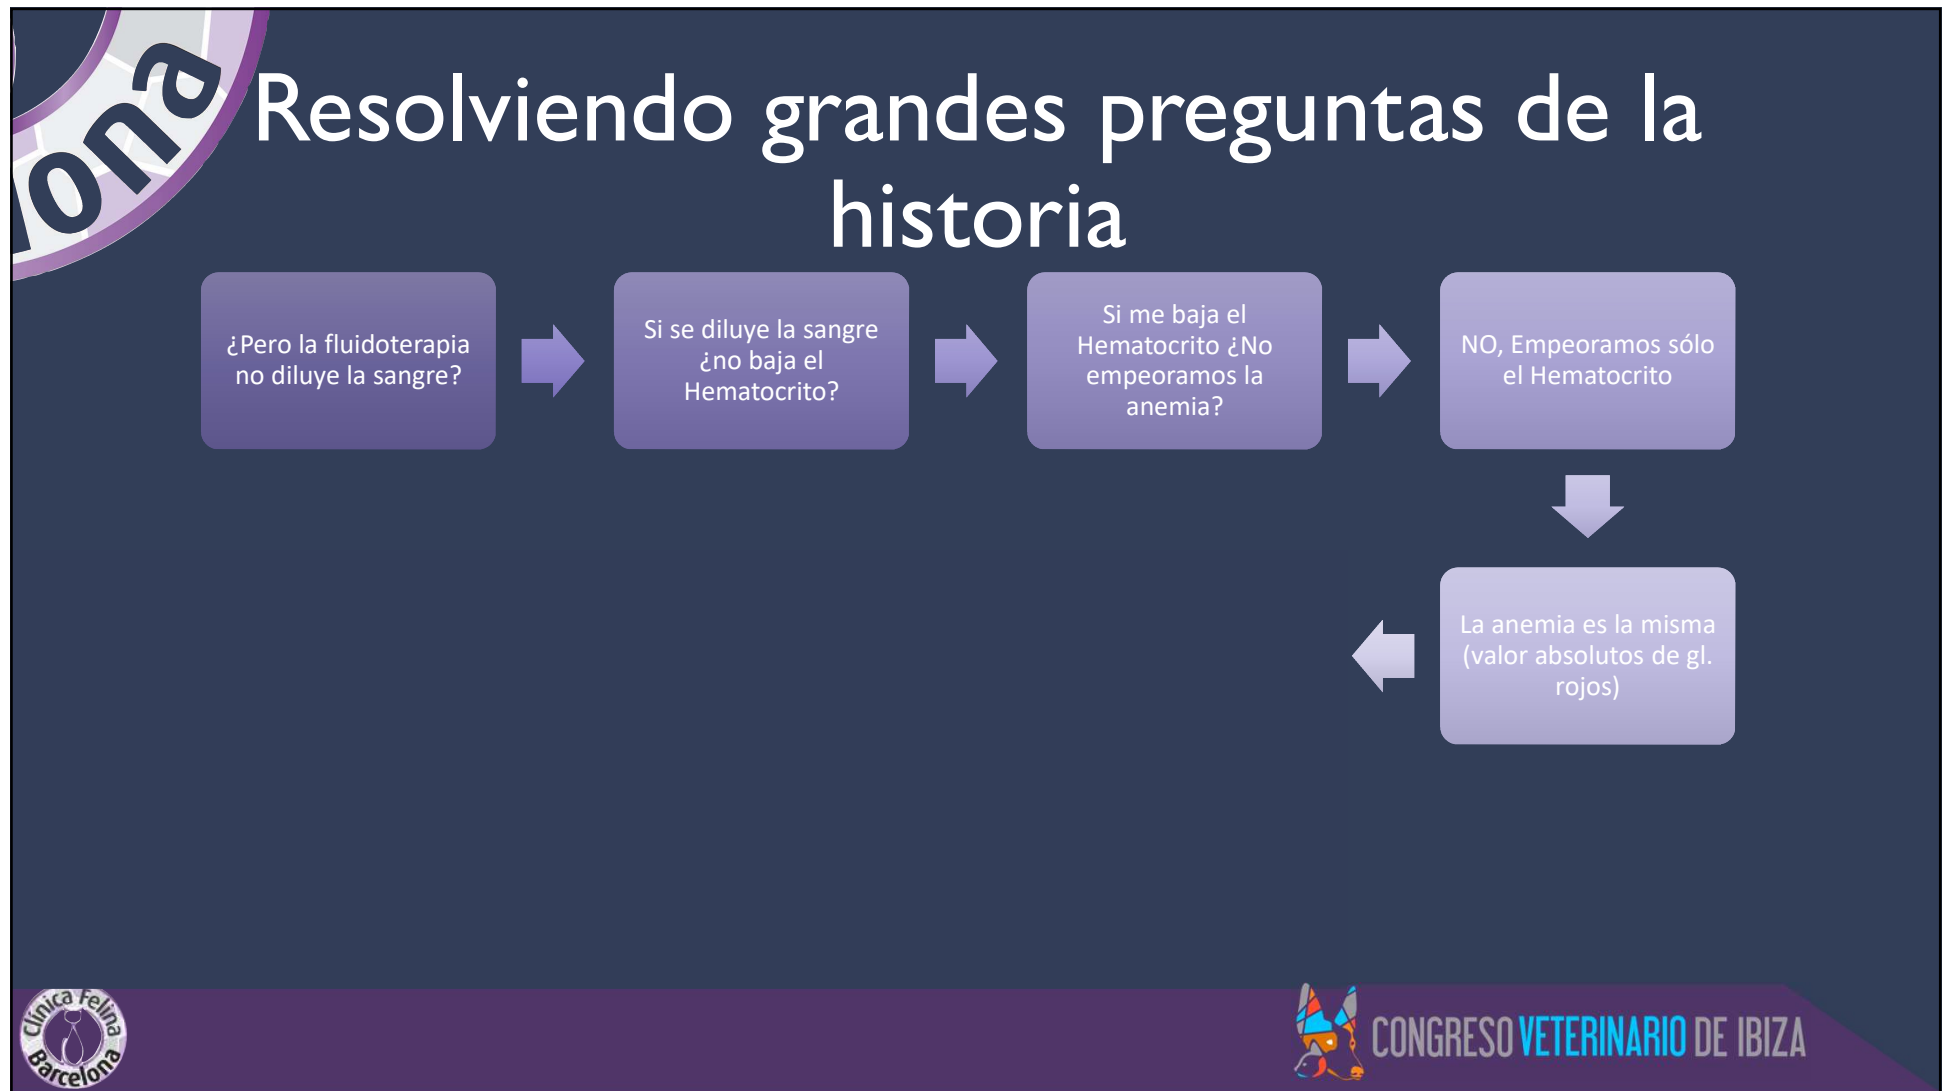 ona
Resolviendo grandes preguntas de la
historia
¿Pero la fluidoterapia
no diluye la sangre?
Si se diluye la sangre
¿no baja el
Hematocrito?
Si me baja el
Hematocrito ¿No
empeoramos la
anemia?
NO, Empeoramos sólo
el Hematocrito
La anemia es la misma
(valor absolutos de gl.
rojos)
Clínica Felina
Barcelona
CONGRESO VETERINARIO DE IBIZA